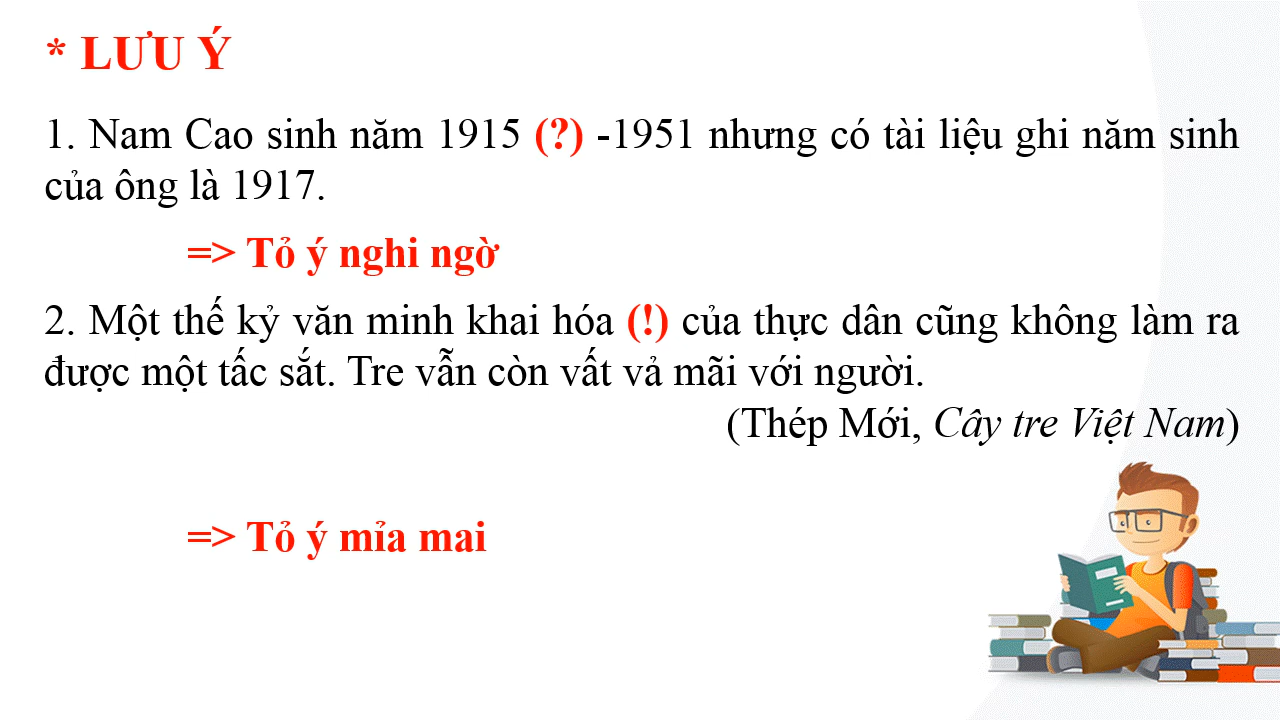 * LƯU Ý
1. Nam Cao sinh năm 1915 (?) -1951 nhưng có tài liệu ghi năm sinh
của ông là 1917.
=> Tỏ ý nghi ngờ
2. Một thế kỷ văn minh khai hóa (!) của thực dân cũng không làm ra
được một tấc sắt. Tre vẫn còn vất vả mãi với người.
(Thép Mới, Cây tre Việt Nam)
=> Tỏ ý mỉa mai